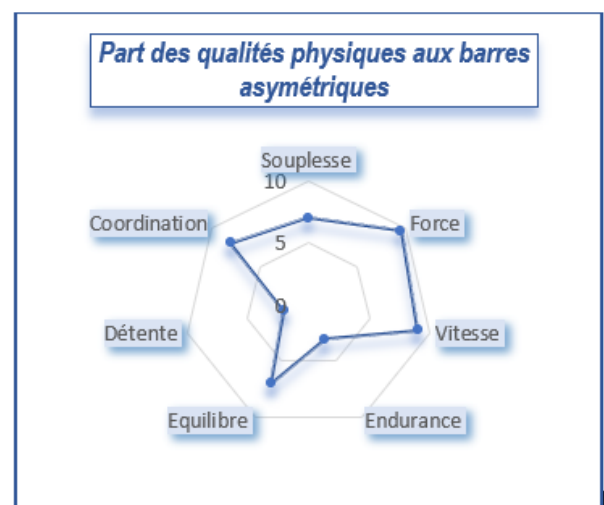 Part des qualités physiques aux barres
asymétriques
Souplesse
10
Coordination
Force
5
0
Détente
Vitesse
Equilibre
Endurance